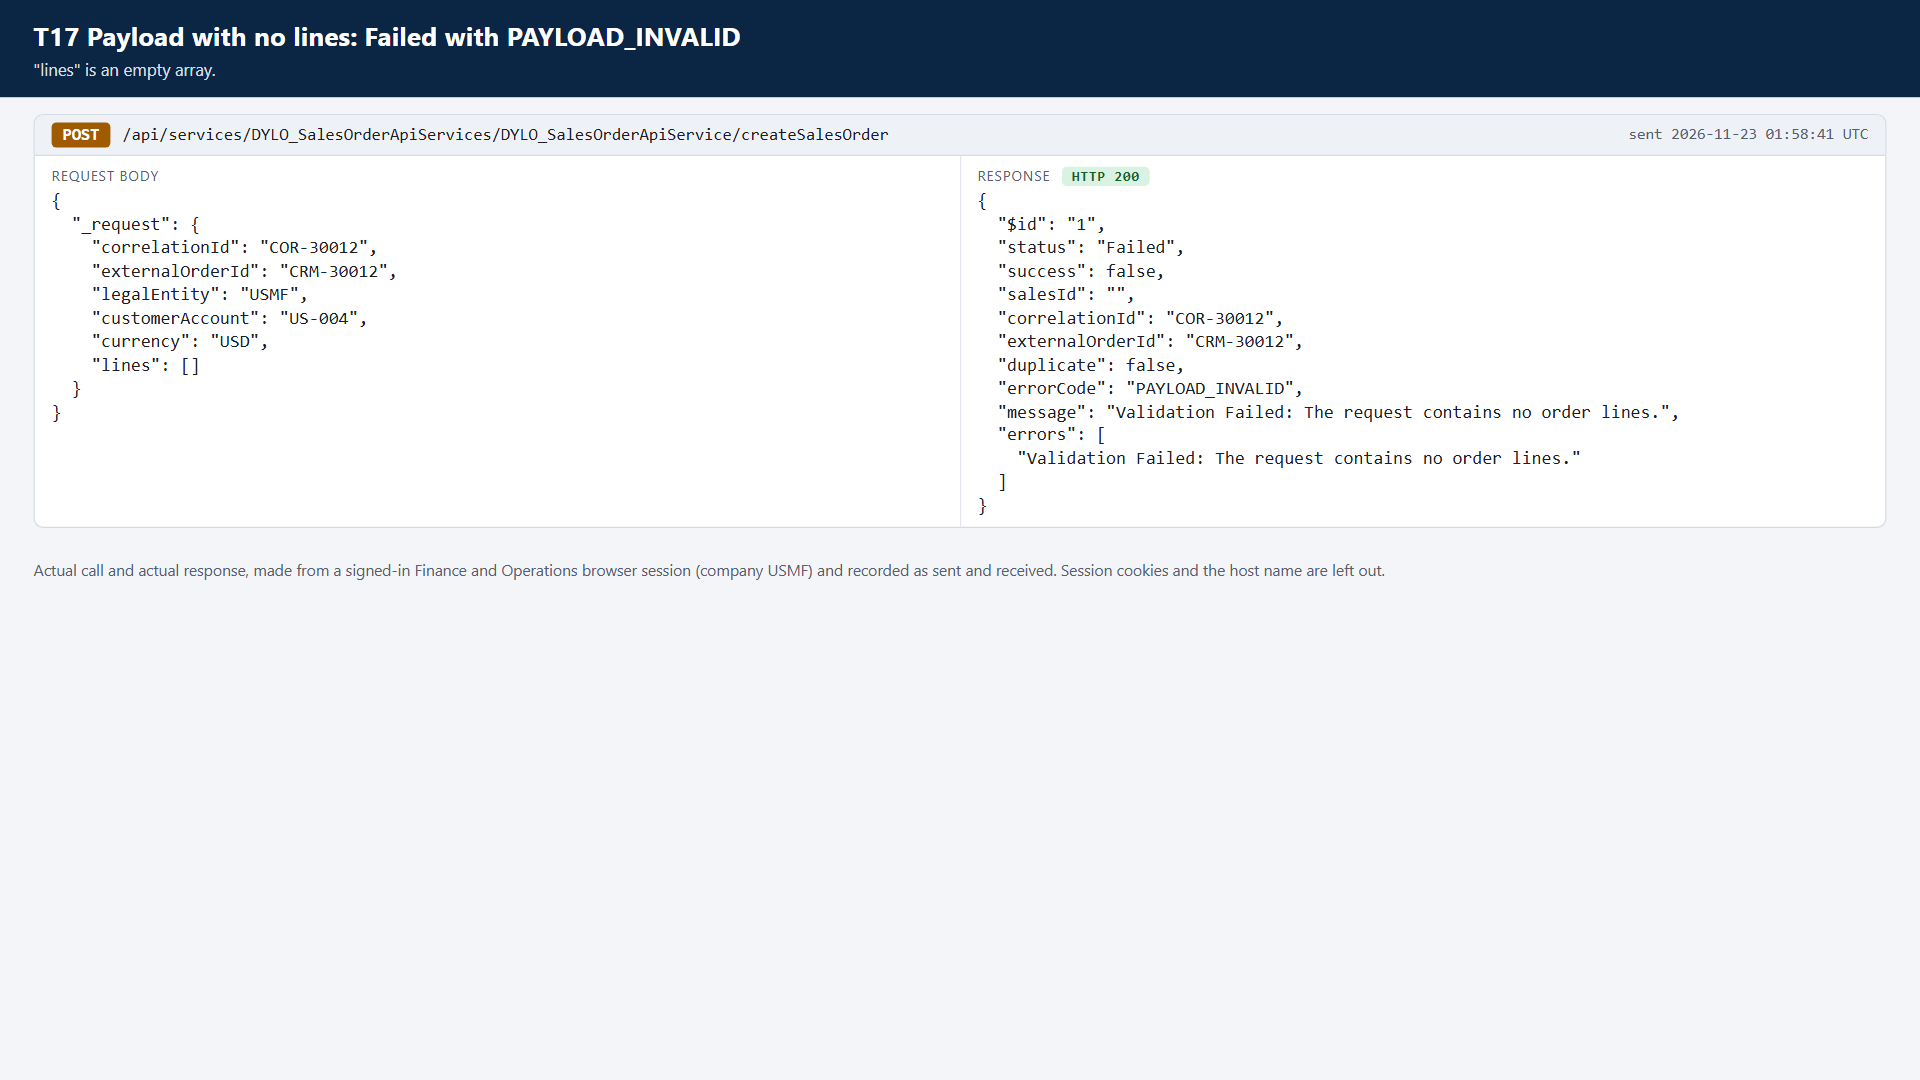 T17 Payload with no lines: Failed with PAYLOAD_INVALID
"lines" is an empty array.
POST /api/services/DYLO_SalesOrderApiServices/DYLO_SalesOrderApiService/createSalesOrder sent 2026-11-23 01:58:41 UTC
REQUEST BODY
{
  "_request": {
    "correlationId": "COR-30012",
    "externalOrderId": "CRM-30012",
    "legalEntity": "USMF",
    "customerAccount": "US-004",
    "currency": "USD",
    "lines": []
  }
}
RESPONSE HTTP 200
{
  "$id": "1",
  "status": "Failed",
  "success": false,
  "salesId": "",
  "correlationId": "COR-30012",
  "externalOrderId": "CRM-30012",
  "duplicate": false,
  "errorCode": "PAYLOAD_INVALID",
  "message": "Validation Failed: The request contains no order lines.",
  "errors": [
    "Validation Failed: The request contains no order lines."
  ]
}
Actual call and actual response, made from a signed-in Finance and Operations browser session (company USMF) and recorded as sent and received. Session cookies and the host name are left out.